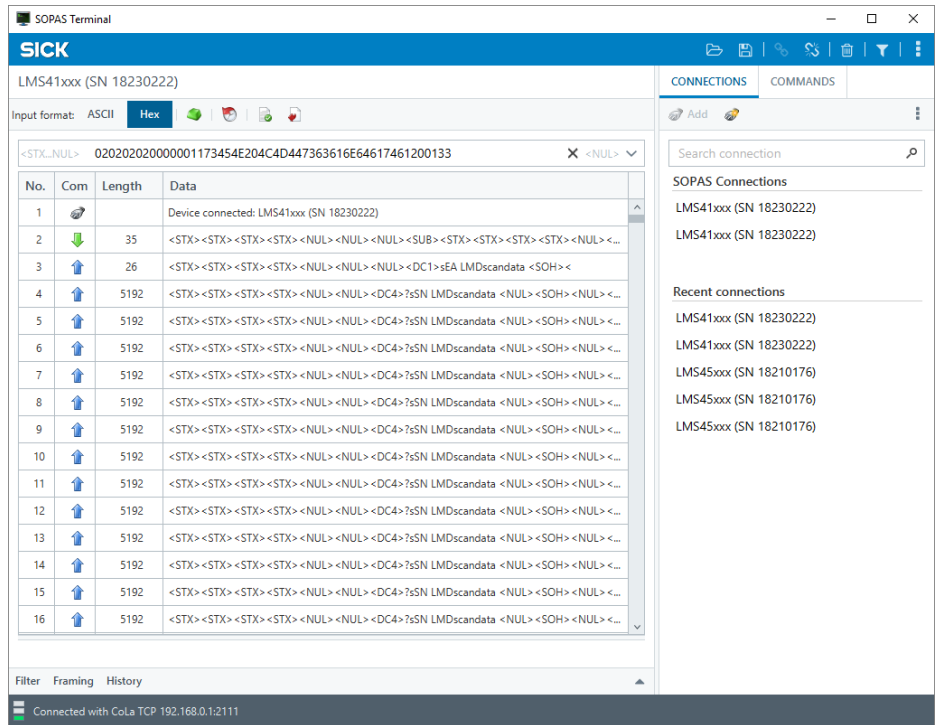 SOPAS Terminal
SICK
LMS41xxx (SN 18230222)
Input format: ASCII Hex
<STX...NUL> 020202020000001173454E204C4D447363616E64617461200133 <NUL>
No. Com Length Data
1 Device connected: LMS41xxx (SN 18230222)
2 35 <STX><STX><STX><STX><NUL><NUL><NUL><SUB><STX><STX><STX><STX><NUL><...
3 26 <STX><STX><STX><STX><NUL><NUL><NUL><DC1>sEA LMDscandata <SOH><
4 5192 <STX><STX><STX><STX><NUL><NUL><DC4>?sSN LMDscandata <NUL><SOH><NUL><...
5 5192 <STX><STX><STX><STX><NUL><NUL><DC4>?sSN LMDscandata <NUL><SOH><NUL><...
6 5192 <STX><STX><STX><STX><NUL><NUL><DC4>?sSN LMDscandata <NUL><SOH><NUL><...
7 5192 <STX><STX><STX><STX><NUL><NUL><DC4>?sSN LMDscandata <NUL><SOH><NUL><...
8 5192 <STX><STX><STX><STX><NUL><NUL><DC4>?sSN LMDscandata <NUL><SOH><NUL><...
9 5192 <STX><STX><STX><STX><NUL><NUL><DC4>?sSN LMDscandata <NUL><SOH><NUL><...
10 5192 <STX><STX><STX><STX><NUL><NUL><DC4>?sSN LMDscandata <NUL><SOH><NUL><...
11 5192 <STX><STX><STX><STX><NUL><NUL><DC4>?sSN LMDscandata <NUL><SOH><NUL><...
12 5192 <STX><STX><STX><STX><NUL><NUL><DC4>?sSN LMDscandata <NUL><SOH><NUL><...
13 5192 <STX><STX><STX><STX><NUL><NUL><DC4>?sSN LMDscandata <NUL><SOH><NUL><...
14 5192 <STX><STX><STX><STX><NUL><NUL><DC4>?sSN LMDscandata <NUL><SOH><NUL><...
15 5192 <STX><STX><STX><STX><NUL><NUL><DC4>?sSN LMDscandata <NUL><SOH><NUL><...
16 5192 <STX><STX><STX><STX><NUL><NUL><DC4>?sSN LMDscandata <NUL><SOH><NUL><...
Filter Framing History
CONNECTIONS COMMANDS
Add
Search connection
SOPAS Connections
LMS41xxx (SN 18230222)
LMS41xxx (SN 18230222)
Recent connections
LMS41xxx (SN 18230222)
LMS41xxx (SN 18230222)
LMS45xxx (SN 18210176)
LMS45xxx (SN 18210176)
LMS45xxx (SN 18210176)
Connected with CoLa TCP 192.168.0.1:2111